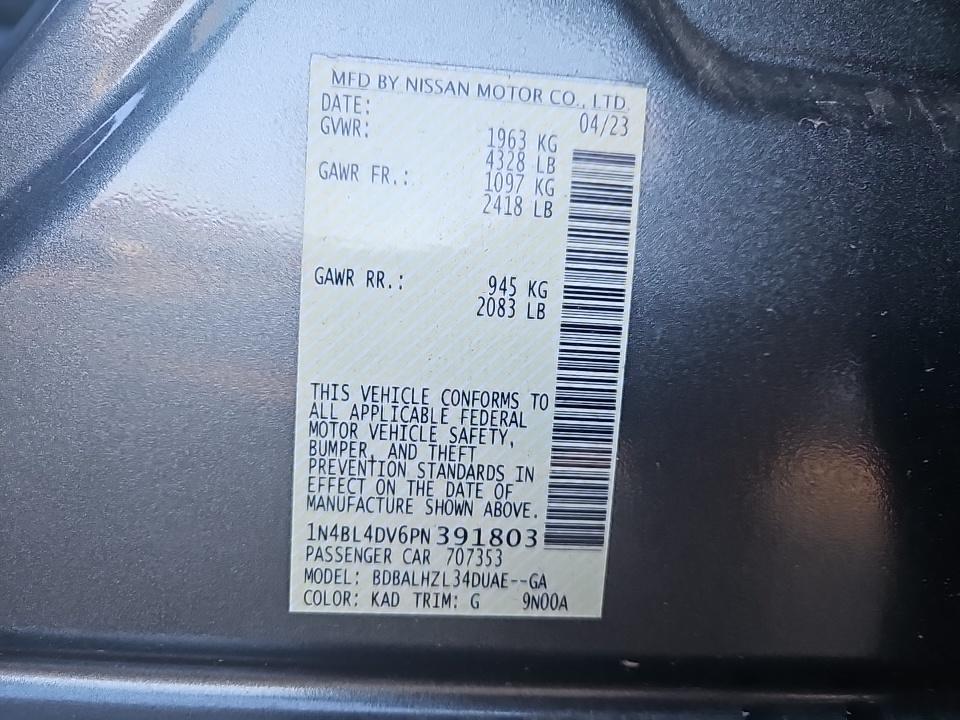 MFD BY NISSAN MOTOR CO., LTD.
DATE: 04/23
GVWR: 1963 KG
4328 LB
GAWR FR.: 1097 KG
2418 LB
GAWR RR.: 945 KG
2083 LB
THIS VEHICLE CONFORMS TO
ALL APPLICABLE FEDERAL
MOTOR VEHICLE SAFETY,
BUMPER, AND THEFT
PREVENTION STANDARDS IN
EFFECT ON THE DATE OF
MANUFACTURE SHOWN ABOVE.
1N4BL4DV6PN391803
PASSENGER CAR 707353
MODEL: BDBALHZL34DUAE--GA
COLOR: KAD TRIM: G 9N00A